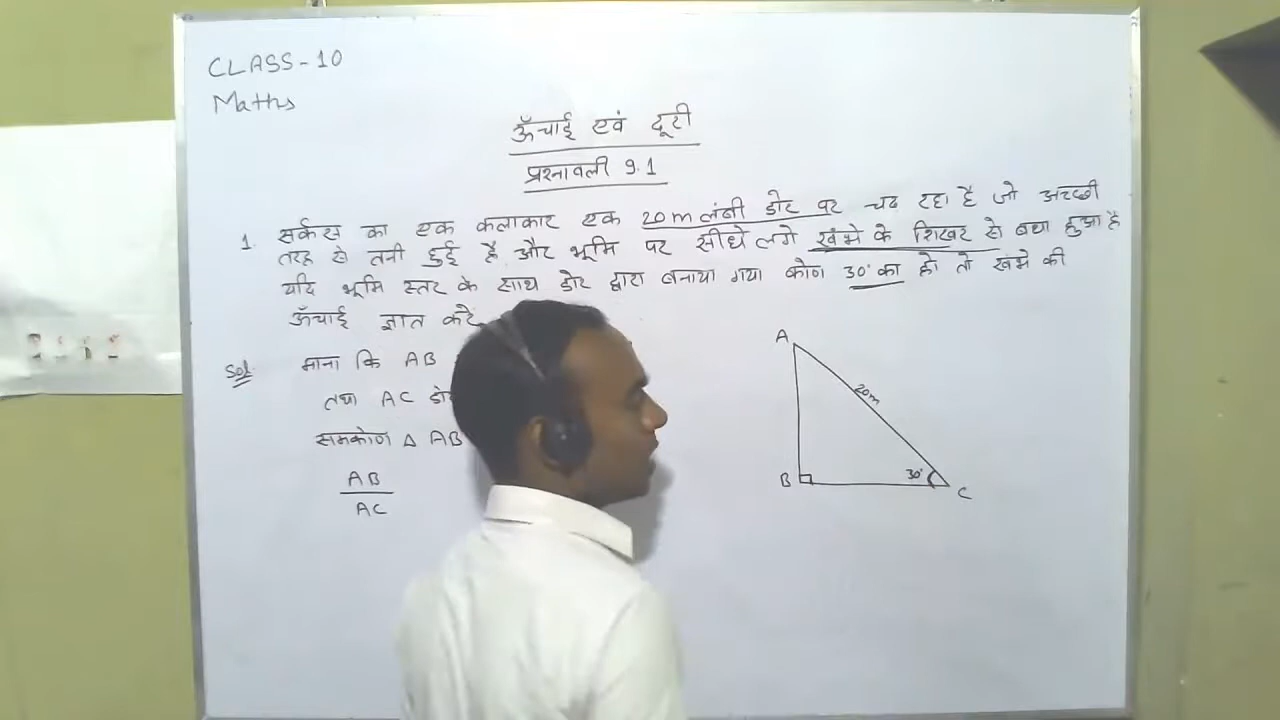 CLASS-10
Maths
ऊँचाई एवं दूरी
प्रश्नावली 9.1
1. सर्कस का एक कलाकार एक 20m लंबी डोर पर चढ़ रहा है जो अच्छी
तरह से तनी हुई है और भूमि पर सीधे लगे खंभे के शिखर से बंधा हुआ है
यदि भूमि स्तर के साथ डोर द्वारा बनाया गया कोण 30° का हो तो खंभे की
ऊँचाई ज्ञात करे
Sol. माना कि AB
तथा AC
समकोण Δ AB
AB
AC
A
20m
B
30°
C